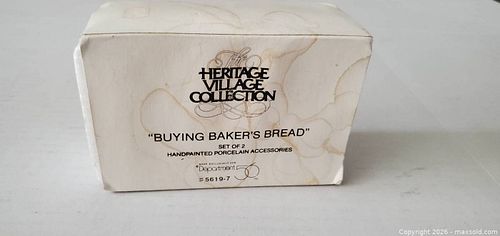 The
HERITAGE
VILLAGE
COLLECTION
"BUYING BAKER'S BREAD"
SET OF 2
HANDPAINTED PORCELAIN ACCESSORIES
Department 56
#5619-7
Copyright 2026 - maxsold.com